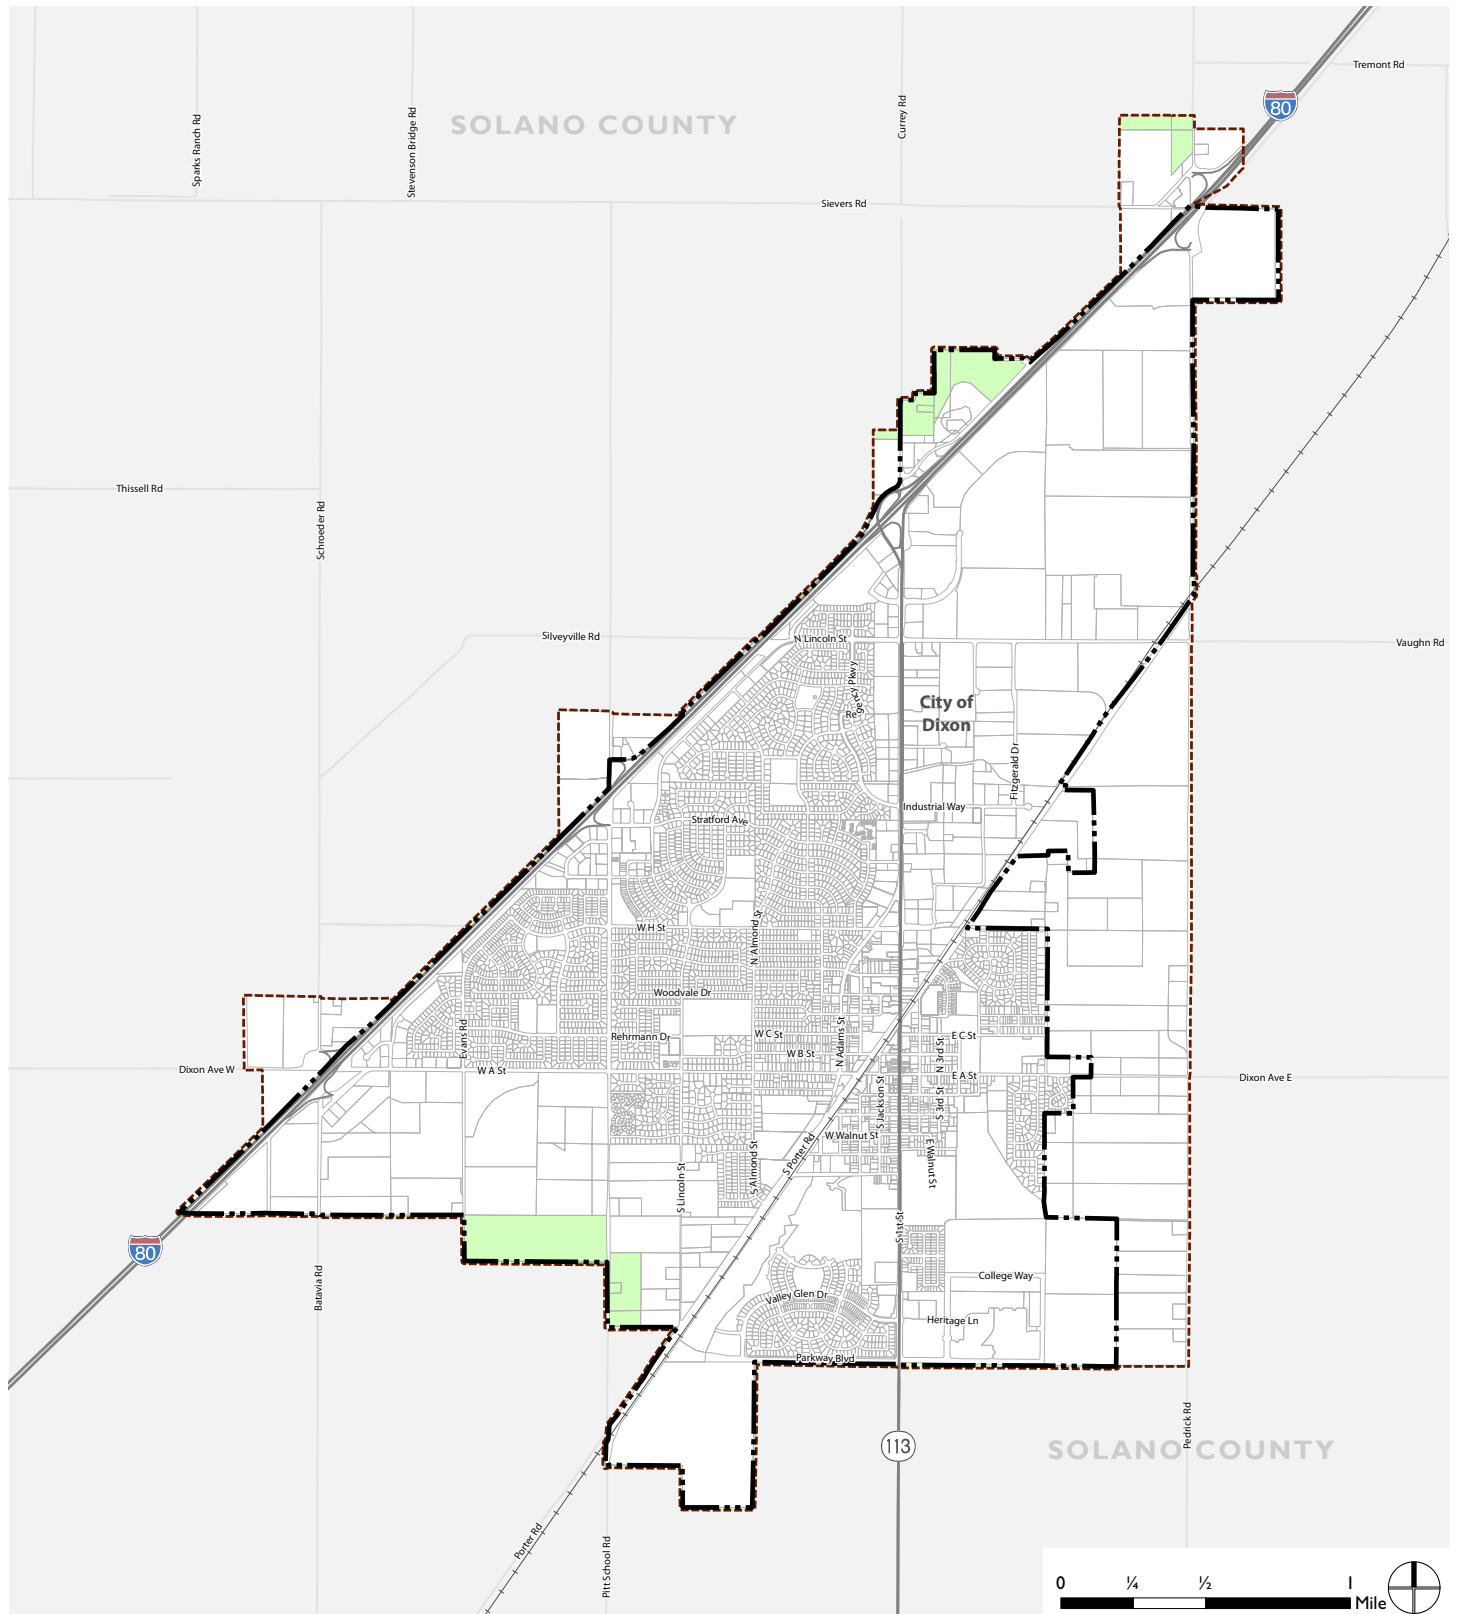 Tremont Rd
80
Currey Rd
SOLANO COUNTY
Sparks Ranch Rd
Stevenson Bridge Rd
Sievers Rd
Thissell Rd
Schroeder Rd
Silveyville Rd
N Lincoln St
Vaughn Rd
Regency Pkwy
City of
Dixon
Fitzgerald Dr
Industrial Way
Stratford Ave
W H St
N Almond St
Woodvale Dr
Evans Rd
Rehrmann Dr
W C St
N Adams St
E C St
W B St
N 3rd St
Dixon Ave W
W A St
E A St
Dixon Ave E
S Jackson St
S 3rd St
W Walnut St
S Porter Rd
E Walnut St
S Almond St
S Lincoln St
S 1st St
80
Batavia Rd
College Way
Valley Glen Dr
Heritage Ln
Parkway Blvd
Pedrick Rd
113
SOLANO COUNTY
Porter Rd
Pitt School Rd
0 ¼ ½ 1
Mile